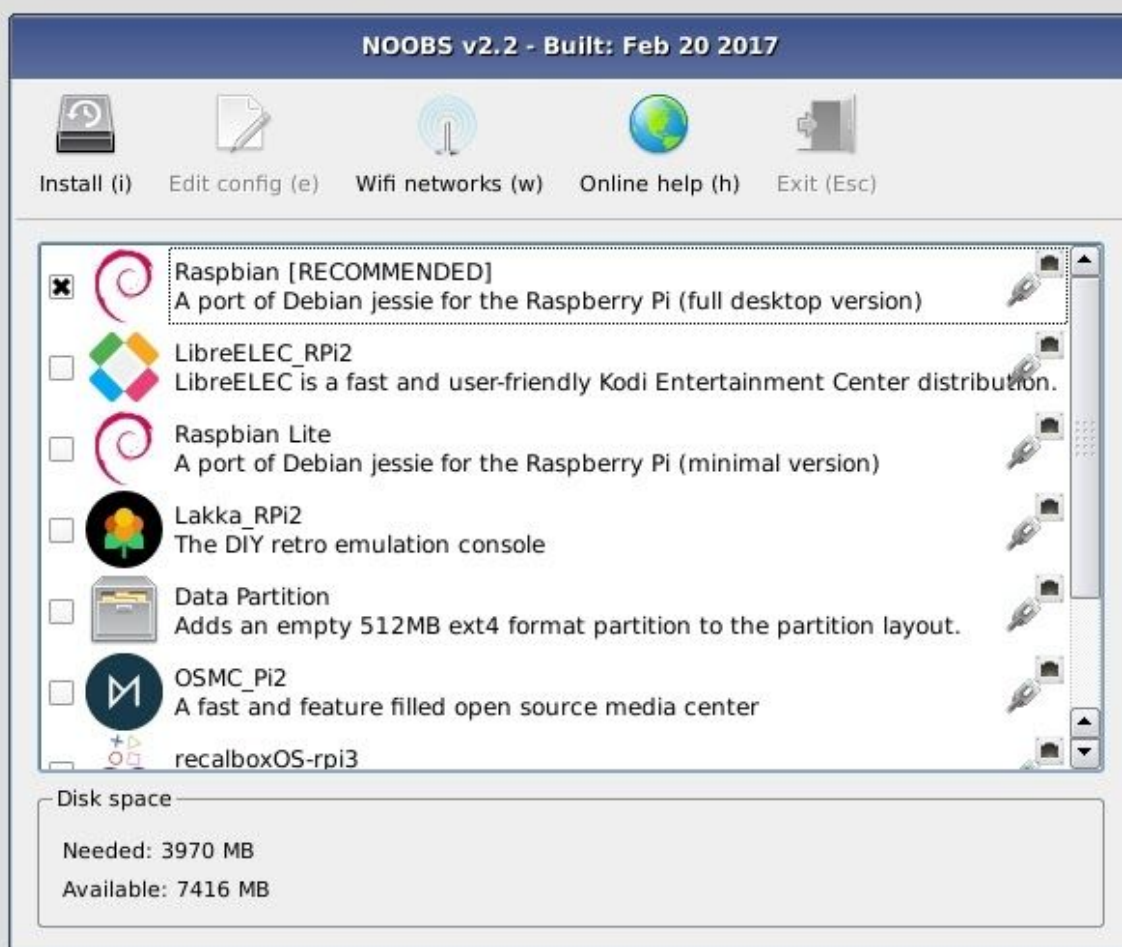 NOOBS v2.2 - Built: Feb 20 2017
Install (i) Edit config (e) Wifi networks (w) Online help (h) Exit (Esc)
Raspbian [RECOMMENDED]
A port of Debian jessie for the Raspberry Pi (full desktop version)
LibreELEC_RPi2
LibreELEC is a fast and user-friendly Kodi Entertainment Center distribution.
Raspbian Lite
A port of Debian jessie for the Raspberry Pi (minimal version)
Lakka_RPi2
The DIY retro emulation console
Data Partition
Adds an empty 512MB ext4 format partition to the partition layout.
OSMC_Pi2
A fast and feature filled open source media center
recalboxOS-rpi3
Disk space
Needed: 3970 MB
Available: 7416 MB